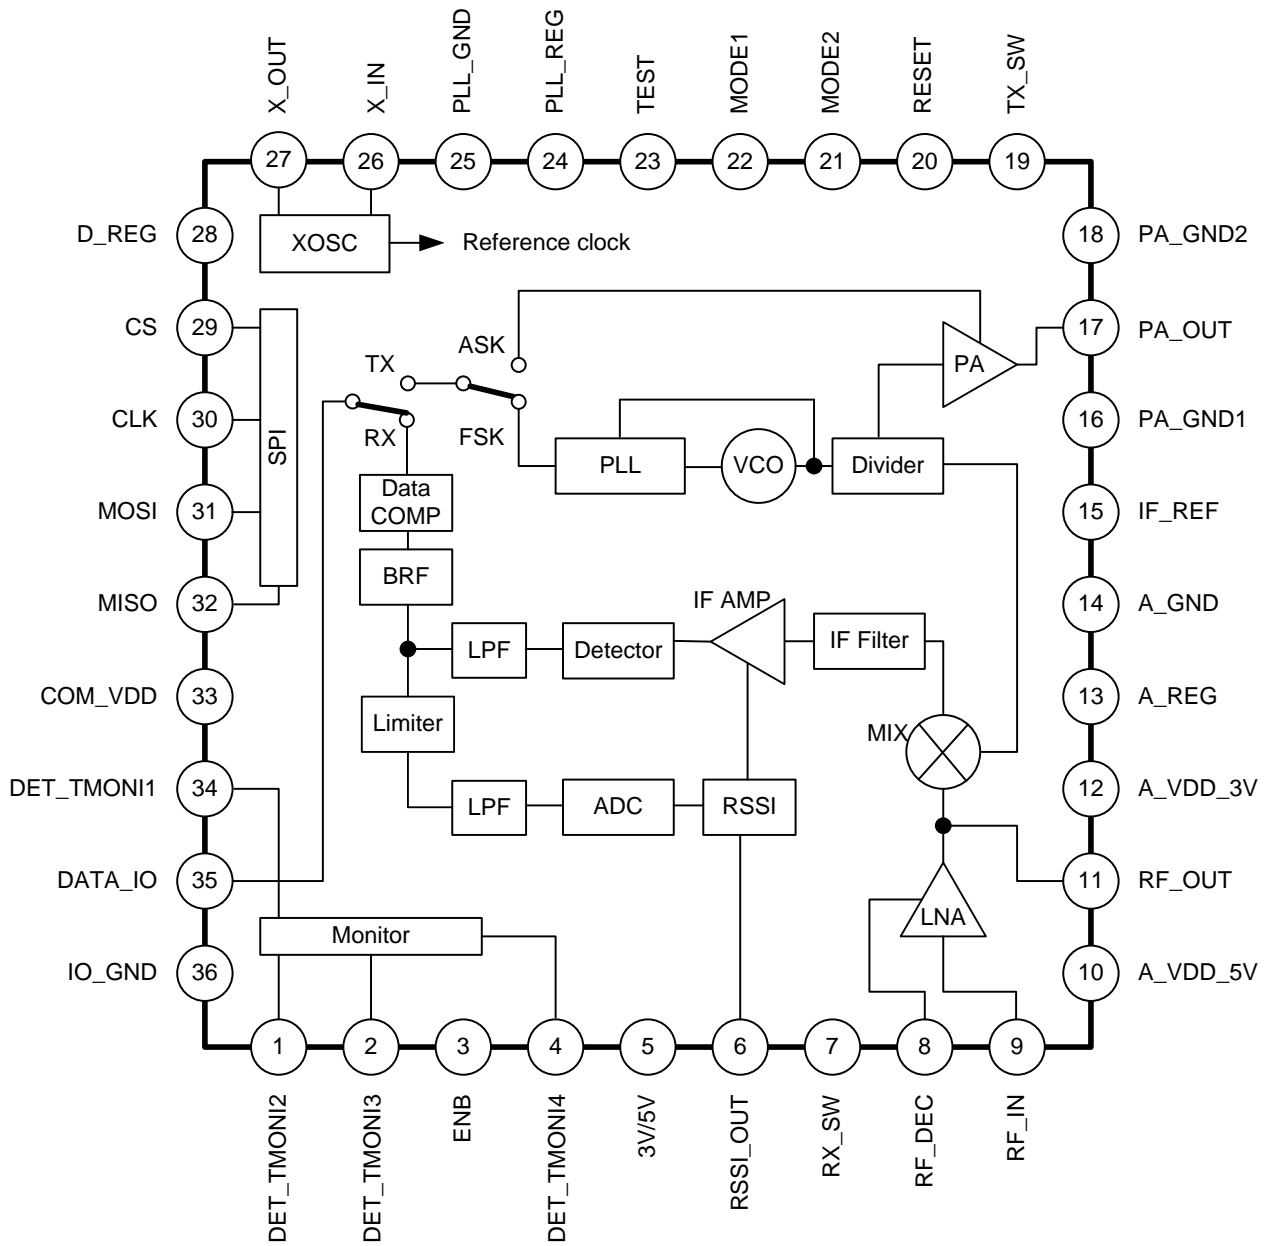 X_OUT
X_IN
PLL_GND
PLL_REG
TEST
MODE1
MODE2
RESET
TX_SW
27
26
25
24
23
22
21
20
19
D_REG
28
XOSC
Reference clock
18
PA_GND2
CS
29
CLK
30
MOSI
31
MISO
32
SPI
TX
RX
ASK
FSK
PA
17
PA_OUT
16
PA_GND1
PLL
VCO
Divider
Data
COMP
BRF
15
IF_REF
14
A_GND
IF AMP
LPF
Detector
IF Filter
COM_VDD
33
Limiter
MIX
13
A_REG
DET_TMONI1
34
LPF
ADC
RSSI
12
A_VDD_3V
DATA_IO
35
LNA
11
RF_OUT
Monitor
IO_GND
36
10
A_VDD_5V
1
2
3
4
5
6
7
8
9
DET_TMONI2
DET_TMONI3
ENB
DET_TMONI4
3V/5V
RSSI_OUT
RX_SW
RF_DEC
RF_IN